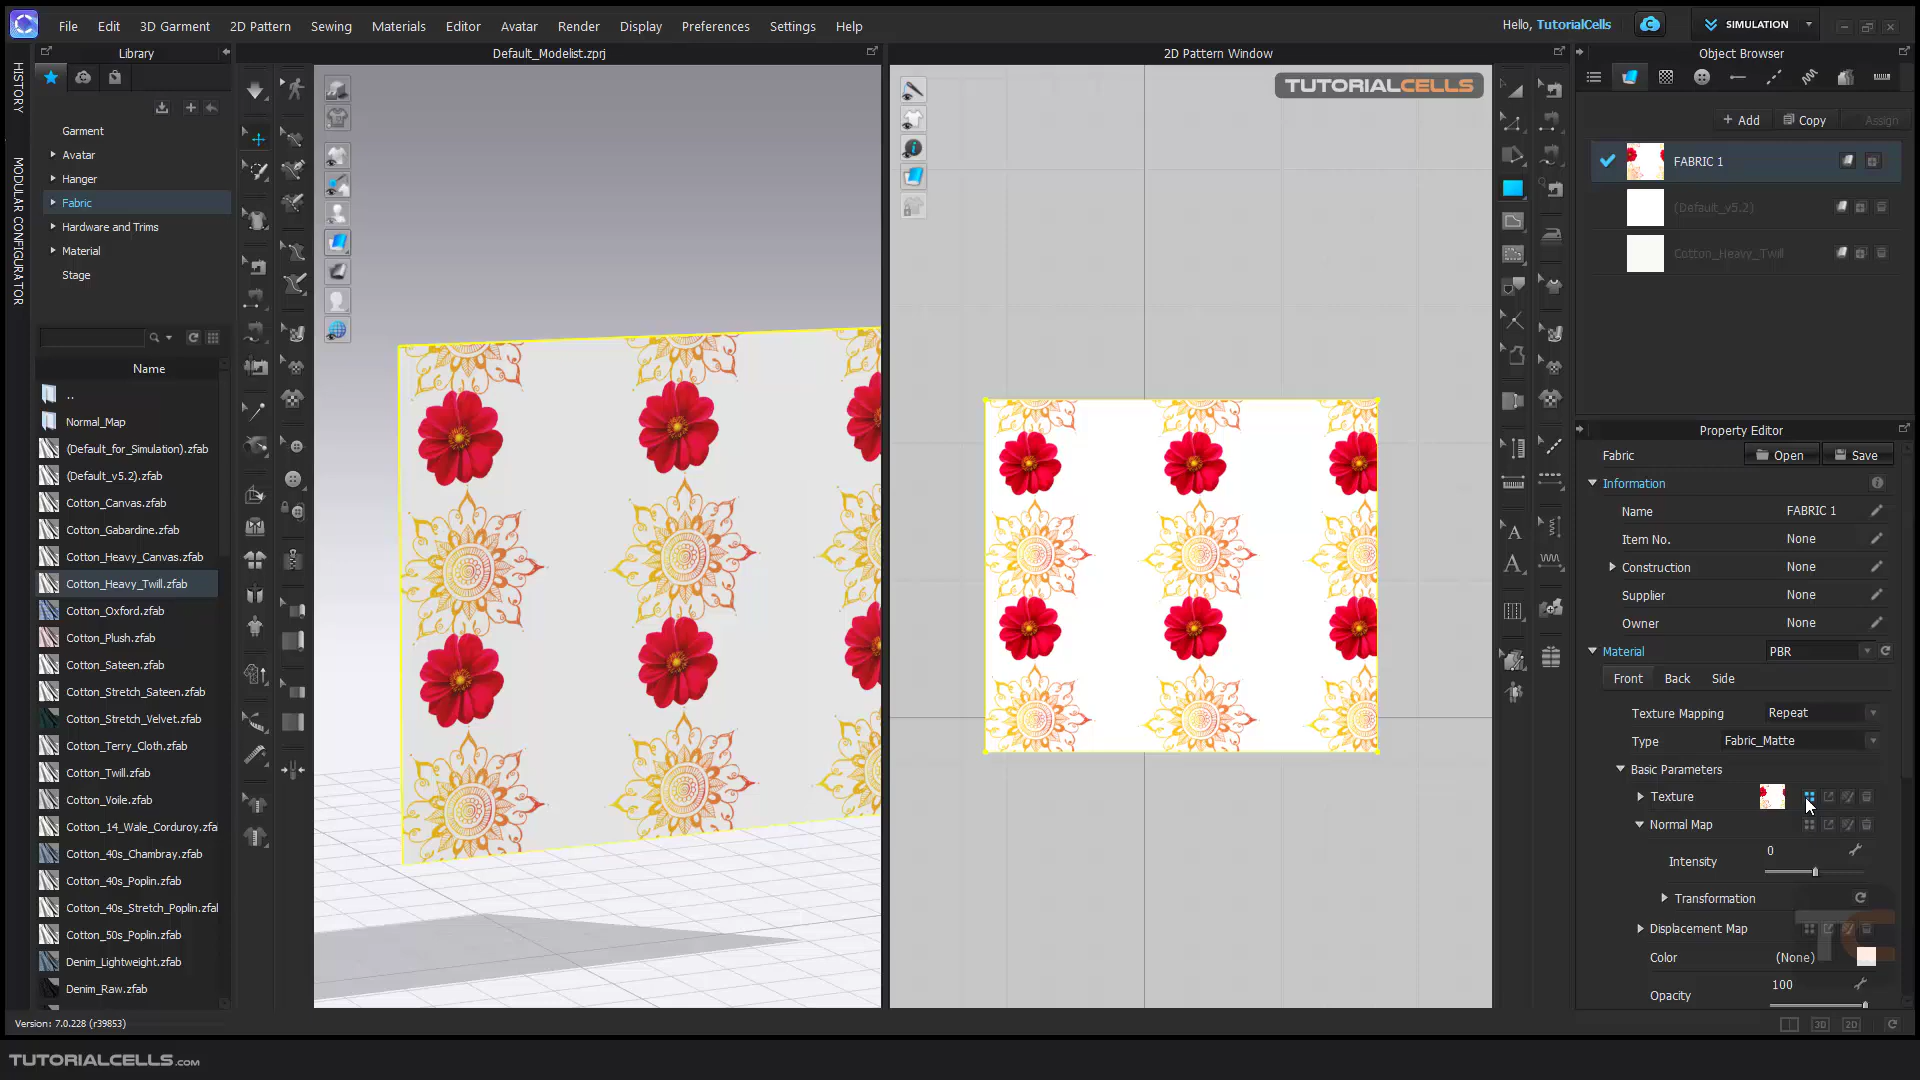 File Edit 3D Garment 2D Pattern Sewing Materials Editor Avatar Render Display Preferences Settings Help
Hello, TutorialCells
SIMULATION
Library
Default_Modelist.zprj
2D Pattern Window
Object Browser
HISTORY
MODULAR CONFIGURATOR
TUTORIALCELLS
Garment
Avatar
Hanger
Fabric
Hardware and Trims
Material
Stage
Name
..
Normal_Map
(Default_for_Simulation).zfab
(Default_v5.2).zfab
Cotton_Canvas.zfab
Cotton_Gabardine.zfab
Cotton_Heavy_Canvas.zfab
Cotton_Heavy_Twill.zfab
Cotton_Oxford.zfab
Cotton_Plush.zfab
Cotton_Sateen.zfab
Cotton_Stretch_Sateen.zfab
Cotton_Stretch_Velvet.zfab
Cotton_Terry_Cloth.zfab
Cotton_Twill.zfab
Cotton_Voile.zfab
Cotton_14_Wale_Corduroy.zfa
Cotton_40s_Chambray.zfab
Cotton_40s_Poplin.zfab
Cotton_40s_Stretch_Poplin.zfal
Cotton_50s_Poplin.zfab
Denim_Lightweight.zfab
Denim_Raw.zfab
+ Add Copy Assign
FABRIC 1
(Default_v5.2)
Cotton_Heavy_Twill
Property Editor
Fabric Open Save
Information
Name FABRIC 1
Item No. None
Construction None
Supplier None
Owner None
Material PBR
Front Back Side
Texture Mapping Repeat
Type Fabric_Matte
Basic Parameters
Texture
Normal Map
Intensity 0
Transformation
Displacement Map
TC
Color (None)
Opacity 100
Version: 7.0.228 (r39853)
3D 2D
TUTORIALCELLS.com